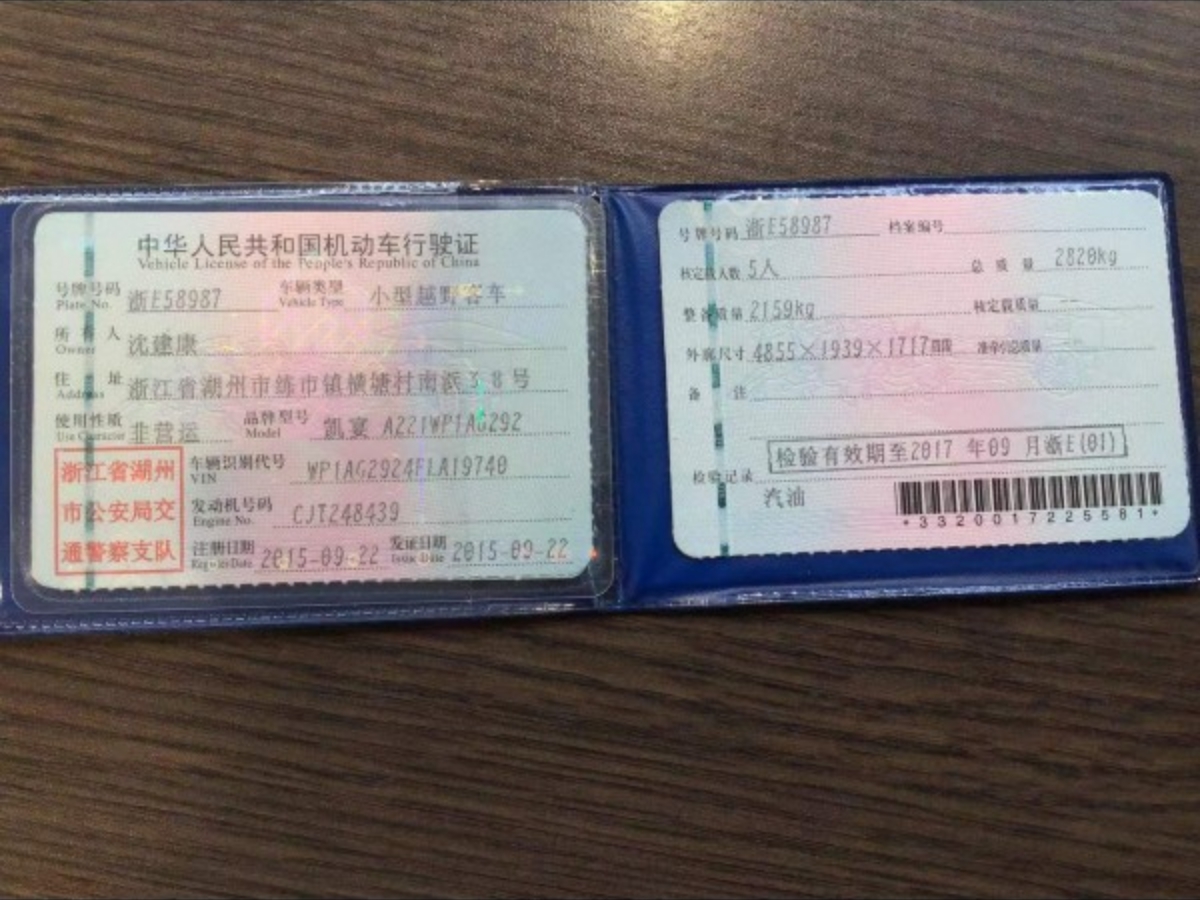 中华人民共和国机动车行驶证
Vehicle License of the People's Republic of China
号牌号码 浙E58987 车辆类型 小型越野客车
Plate No. Vehicle Type
所有人 沈建康
Owner
住址 浙江省湖州市练市镇横塘村南浜38号
Address
使用性质 非营运 品牌型号 凯宴 A221WP1AG292
Use Character Model
浙江省湖州
市公安局交
通警察支队
车辆识别代号 WP1AG2924FLA19740
VIN
发动机号码 CJT248439
Engine No.
注册日期 2015-09-22 发证日期 2015-09-22
Register Date Issue Date
号牌号码 浙E58987 档案编号
核定载人数 5人 总质量 2820kg
整备质量 2159kg 核定载质量
外廓尺寸 4855×1939×1717 准牵引总质量
备注
检验有效期至2017年09月浙E(01)
检验记录
汽油
*3320017225581*